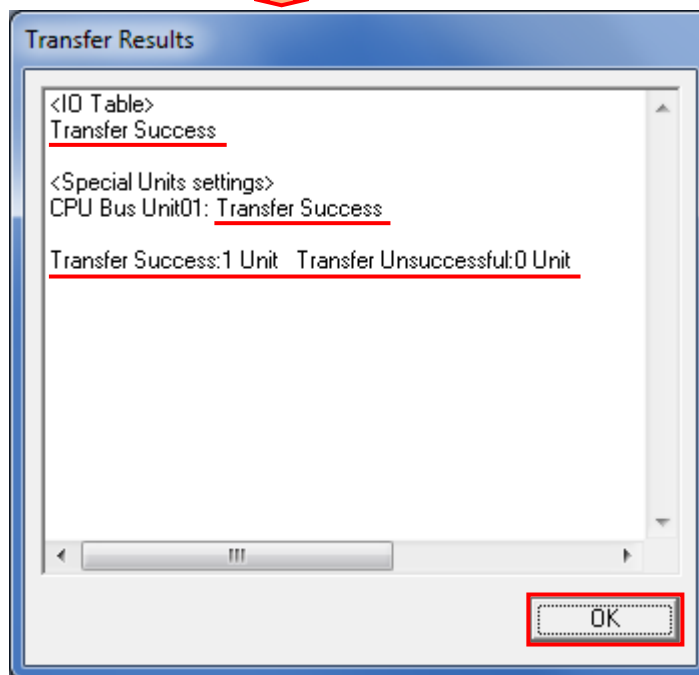 Transfer Results
<IO Table>
Transfer Success
<Special Units settings>
CPU Bus Unit01: Transfer Success
Transfer Success:1 Unit   Transfer Unsuccessful:0 Unit
OK